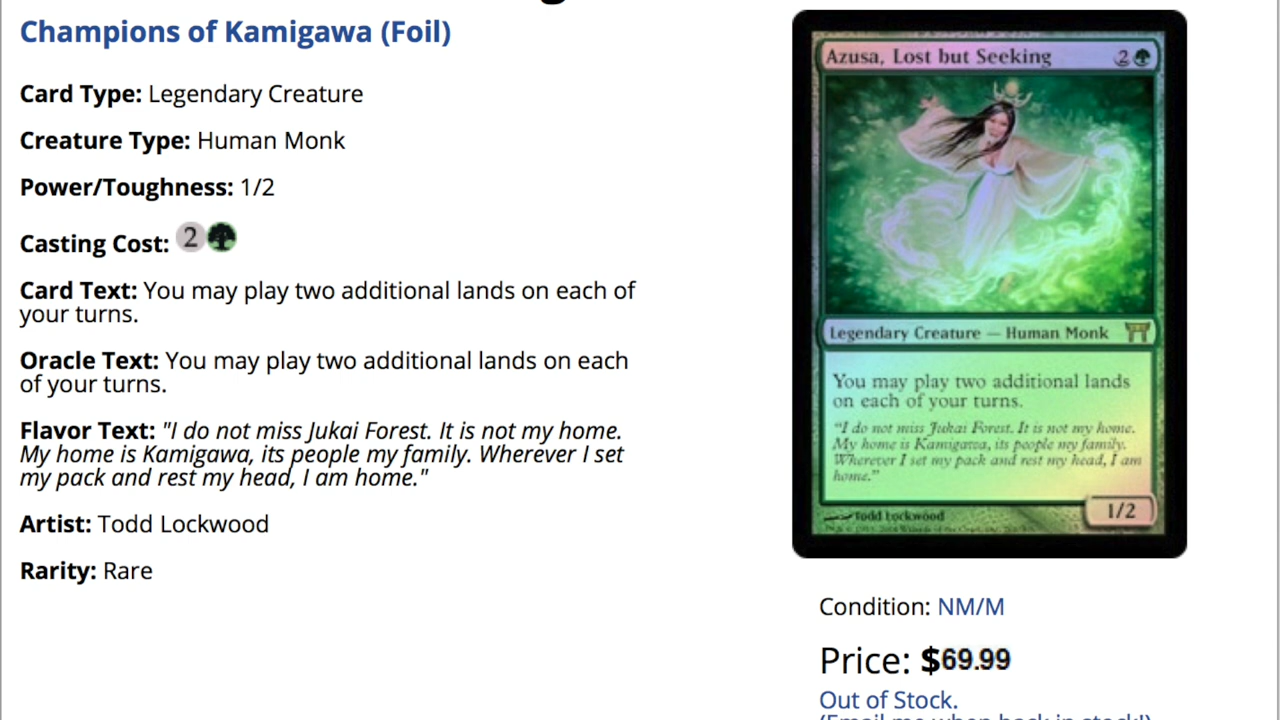 Champions of Kamigawa (Foil)
Card Type: Legendary Creature
Creature Type: Human Monk
Power/Toughness: 1/2
Casting Cost: 2
Card Text: You may play two additional lands on each of
your turns.
Oracle Text: You may play two additional lands on each
of your turns.
Flavor Text: "I do not miss Jukai Forest. It is not my home.
My home is Kamigawa, its people my family. Wherever I set
my pack and rest my head, I am home."
Artist: Todd Lockwood
Rarity: Rare
Azusa, Lost but Seeking 2
Legendary Creature — Human Monk
You may play two additional lands
on each of your turns.
"I do not miss Jukai Forest. It is not my home.
My home is Kamigawa, its people my family.
Wherever I set my pack and rest my head, I am
home."
1/2
Todd Lockwood
Condition: NM/M
Price: $69.99
Out of Stock.
(Email me when back in stock!)